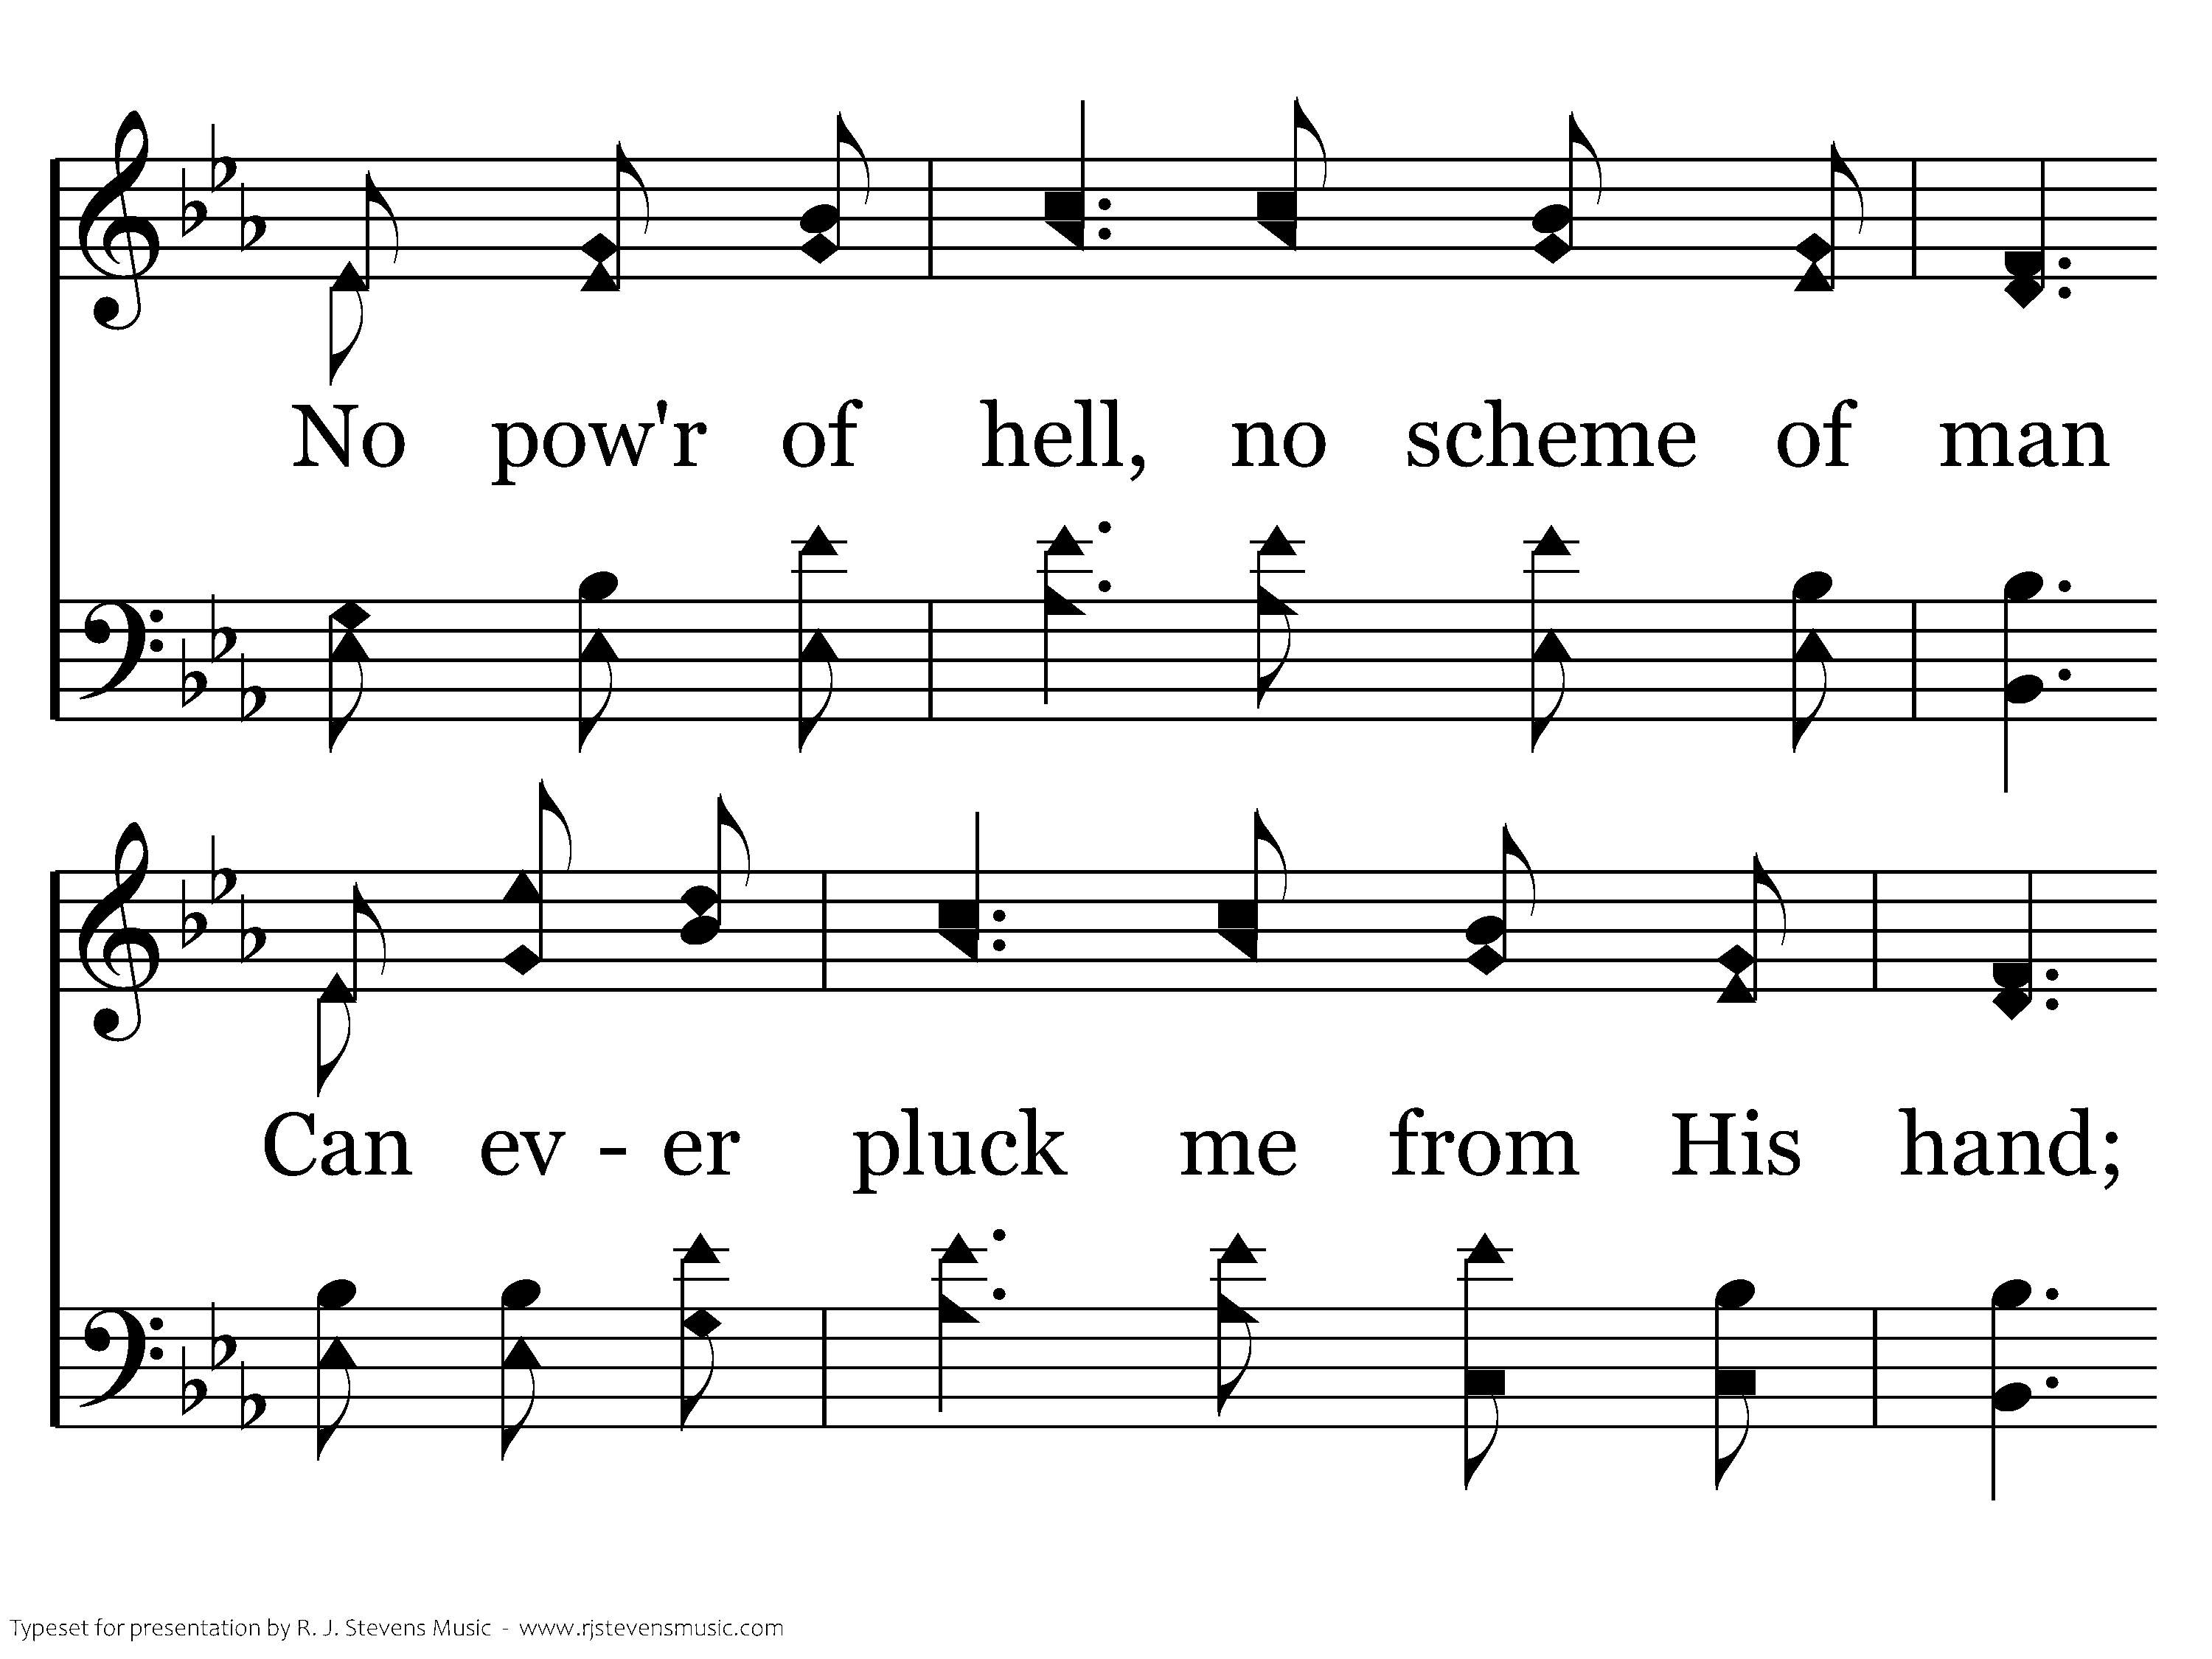 No pow'r of hell, no scheme of man
Can ev - er pluck me from His hand;
Typeset for presentation by R. J. Stevens Music - www.rjstevensmusic.com